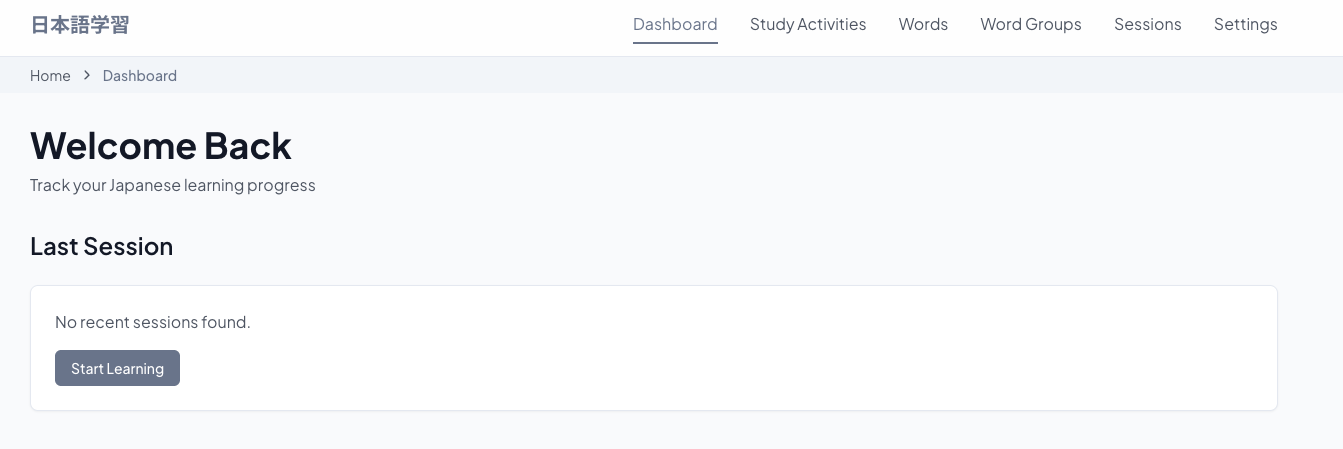 日本語学習
Dashboard Study Activities Words Word Groups Sessions Settings
Home > Dashboard
Welcome Back
Track your Japanese learning progress
Last Session
No recent sessions found.
Start Learning